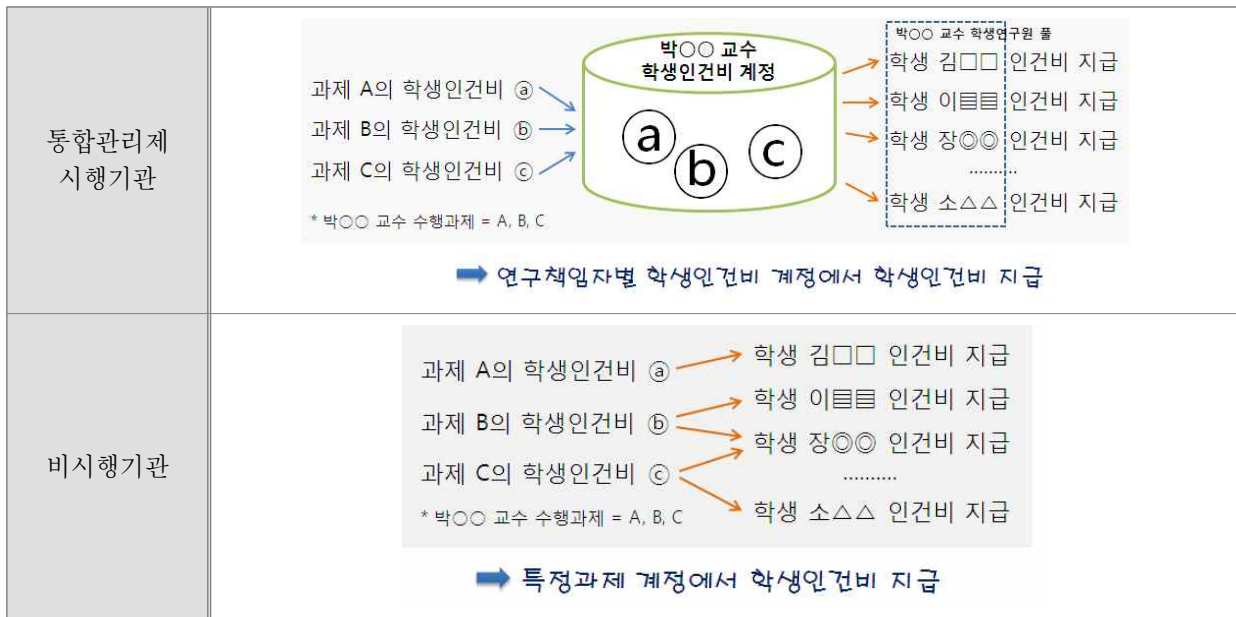 통합관리제
시행기관
박○○ 교수
학생인건비 계정
과제 A의 학생인건비 ⓐ
과제 B의 학생인건비 ⓑ
과제 C의 학생인건비 ⓒ
* 박○○ 교수 수행과제 = A, B, C
ⓐ
ⓑ
ⓒ
박○○ 교수 학생연구원 풀
학생 김□□ 인건비 지급
학생 이▤▤ 인건비 지급
학생 장◎◎ 인건비 지급
..........
학생 소△△ 인건비 지급
➡ 연구책임자별 학생인건비 계정에서 학생인건비 지급
비시행기관
과제 A의 학생인건비 ⓐ
과제 B의 학생인건비 ⓑ
과제 C의 학생인건비 ⓒ
* 박○○ 교수 수행과제 = A, B, C
학생 김□□ 인건비 지급
학생 이▤▤ 인건비 지급
학생 장◎◎ 인건비 지급
..........
학생 소△△ 인건비 지급
➡ 특정과제 계정에서 학생인건비 지급